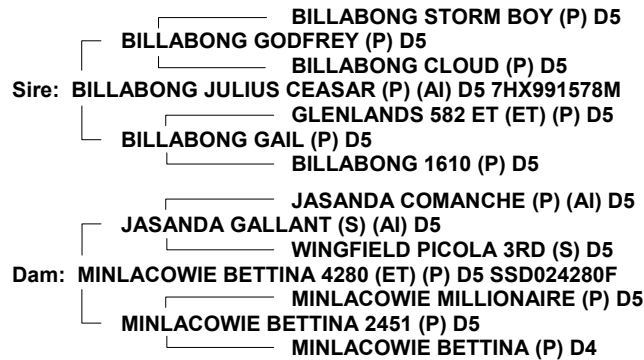 BILLABONG STORM BOY (P) D5
BILLABONG GODFREY (P) D5
BILLABONG CLOUD (P) D5
Sire: BILLABONG JULIUS CEASAR (P) (AI) D5 7HX991578M
GLENLANDS 582 ET (ET) (P) D5
BILLABONG GAIL (P) D5
BILLABONG 1610 (P) D5
JASANDA COMANCHE (P) (AI) D5
JASANDA GALLANT (S) (AI) D5
WINGFIELD PICOLA 3RD (S) D5
Dam: MINLACOWIE BETTINA 4280 (ET) (P) D5 SSD024280F
MINLACOWIE MILLIONAIRE (P) D5
MINLACOWIE BETTINA 2451 (P) D5
MINLACOWIE BETTINA (P) D4